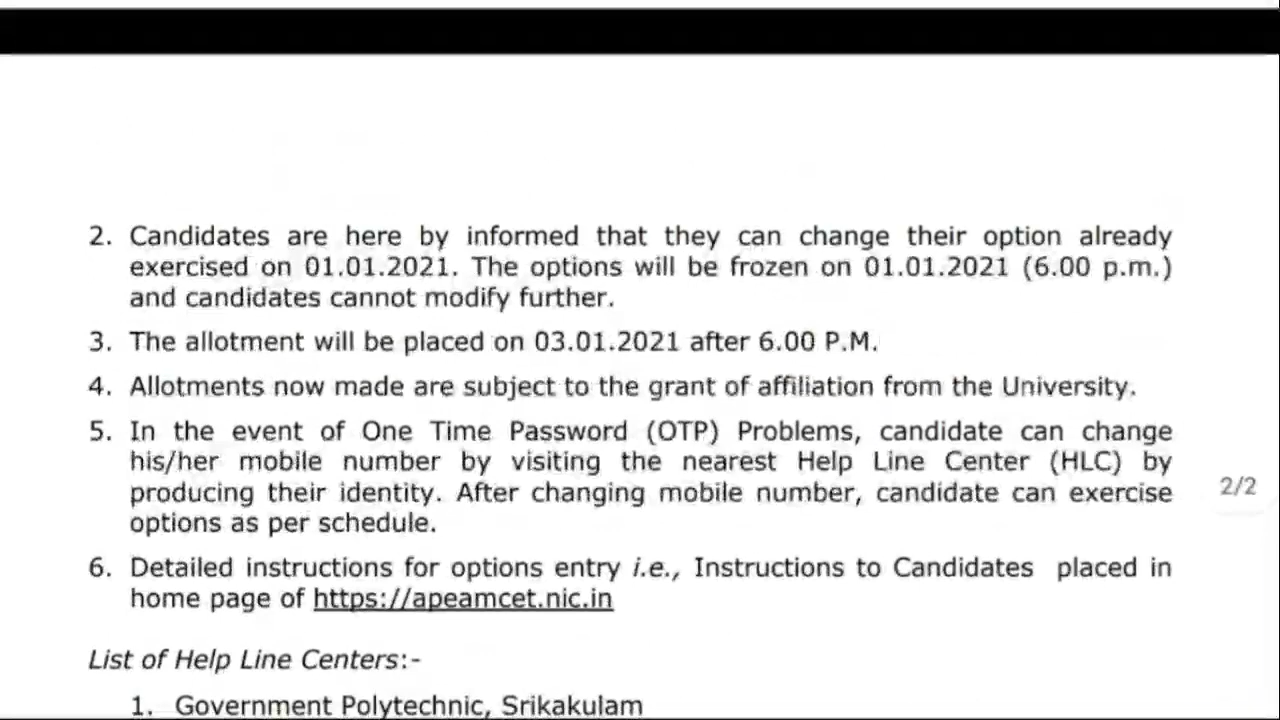 2. Candidates are here by informed that they can change their option already
exercised on 01.01.2021. The options will be frozen on 01.01.2021 (6.00 p.m.)
and candidates cannot modify further.
3. The allotment will be placed on 03.01.2021 after 6.00 P.M.
4. Allotments now made are subject to the grant of affiliation from the University.
5. In the event of One Time Password (OTP) Problems, candidate can change
his/her mobile number by visiting the nearest Help Line Center (HLC) by
producing their identity. After changing mobile number, candidate can exercise
2/2
options as per schedule.
6. Detailed instructions for options entry i.e., Instructions to Candidates placed in
home page of https://apeamcet.nic.in
List of Help Line Centers:-
1. Government Polytechnic, Srikakulam